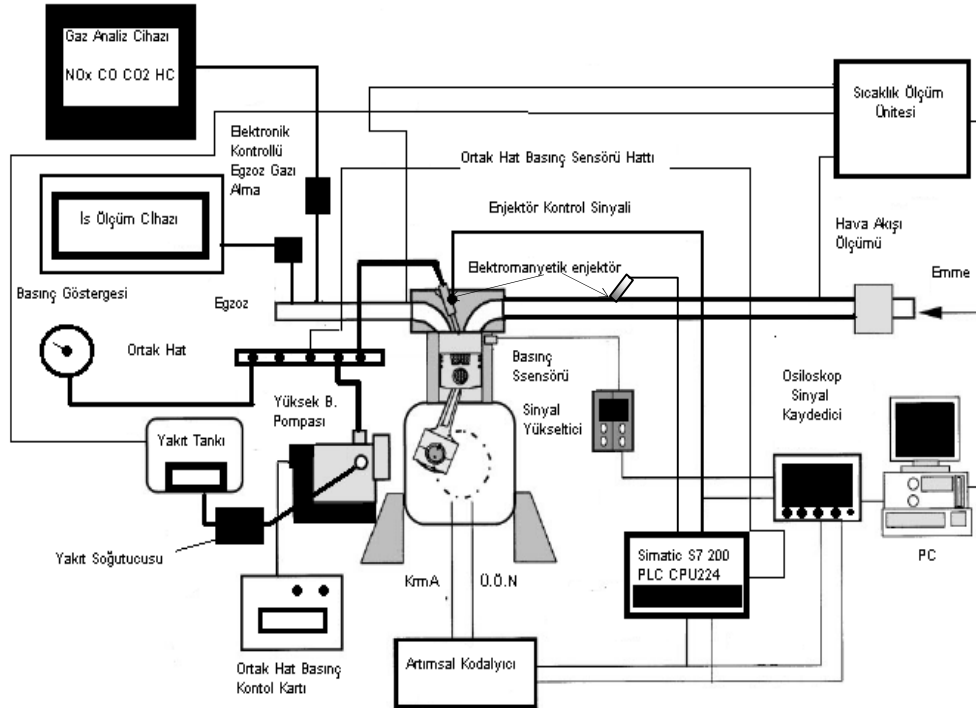 Gaz Analiz Cihazı
NOx CO CO2 HC
Elektronik
Kontrollü
Egzoz Gazı
Alma
Ortak Hat Basınç Sensörü Hattı
Sıcaklık Ölçüm
Ünitesi
İs Ölçüm Cİhazı
Enjektör Kontrol Sinyali
Hava Akışı
Ölçümü
Elektromanyetik enjektör
Emme
Basınç Göstergesi
Egzoz
Ortak Hat
Basınç
Ssensörü
Osiloskop
Sinyal
Kaydedici
Yüksek B.
Pompası
Sinyal
Yükseltici
Yakıt Tankı
Yakıt Soğutucusu
Simatic S7 200
PLC CPU224
PC
KrmA
Ü.Ö.N
Ortak Hat Basınç
Kontol Kartı
Artımsal Kodalyıcı